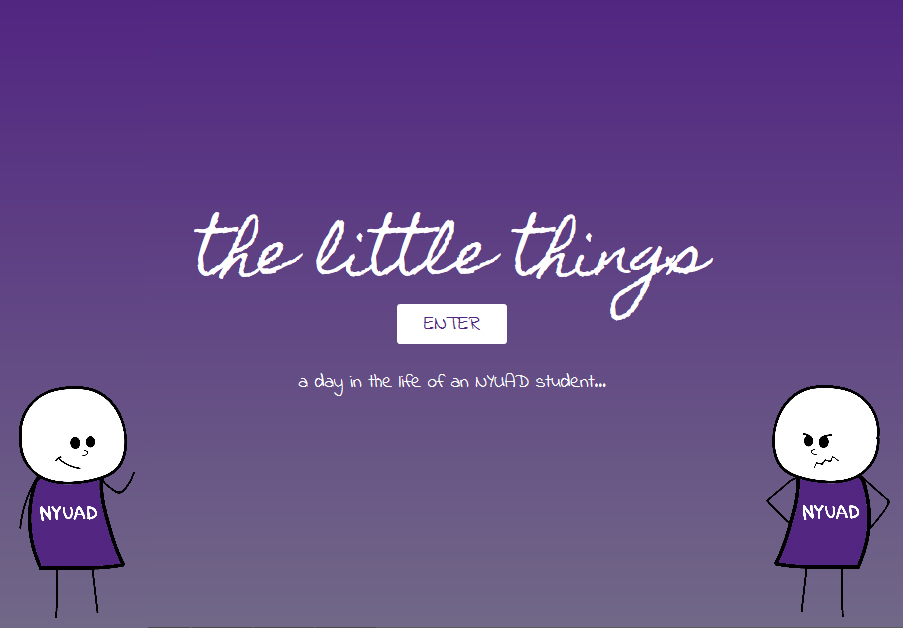 the little things
ENTER
a day in the life of an NYUAD student...
NYUAD
NYUAD